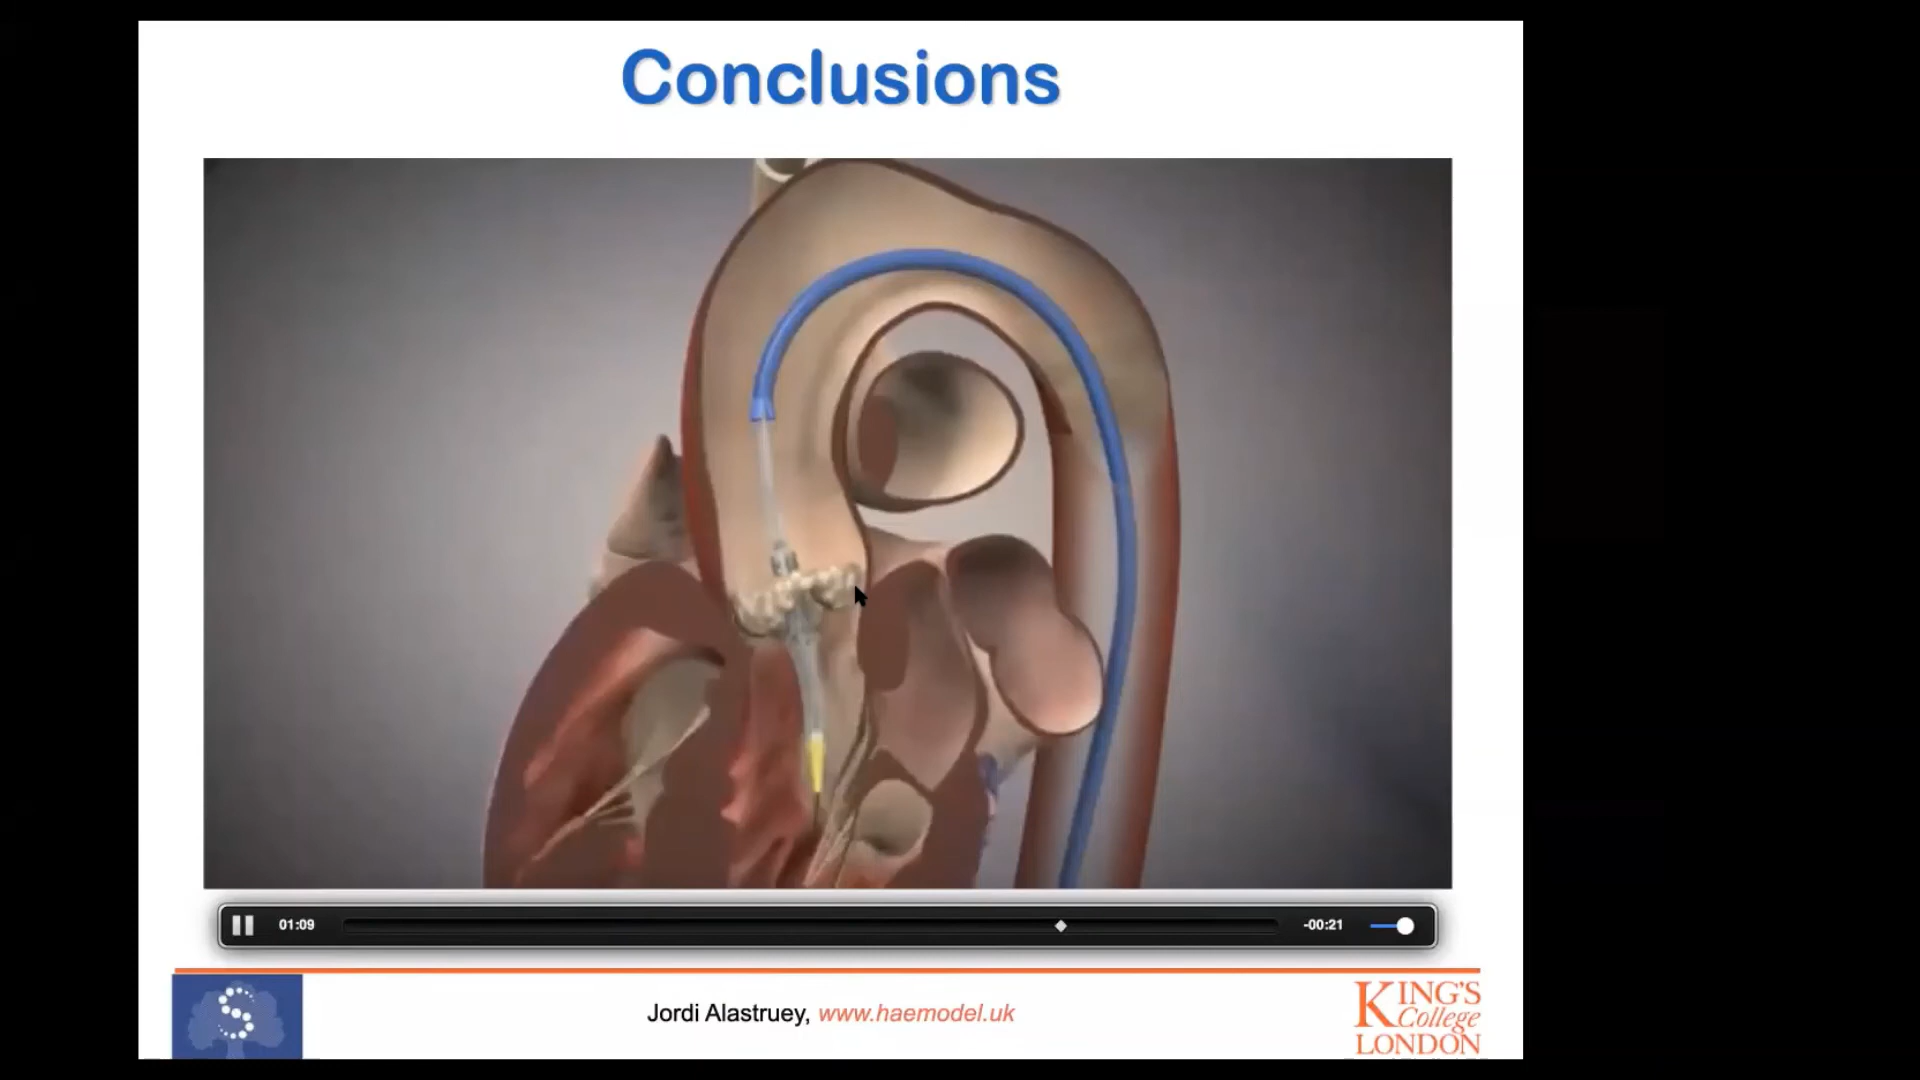 Conclusions
01:09
-00:21
Jordi Alastruey, www.haemodel.uk
KING'S
College
LONDON
S